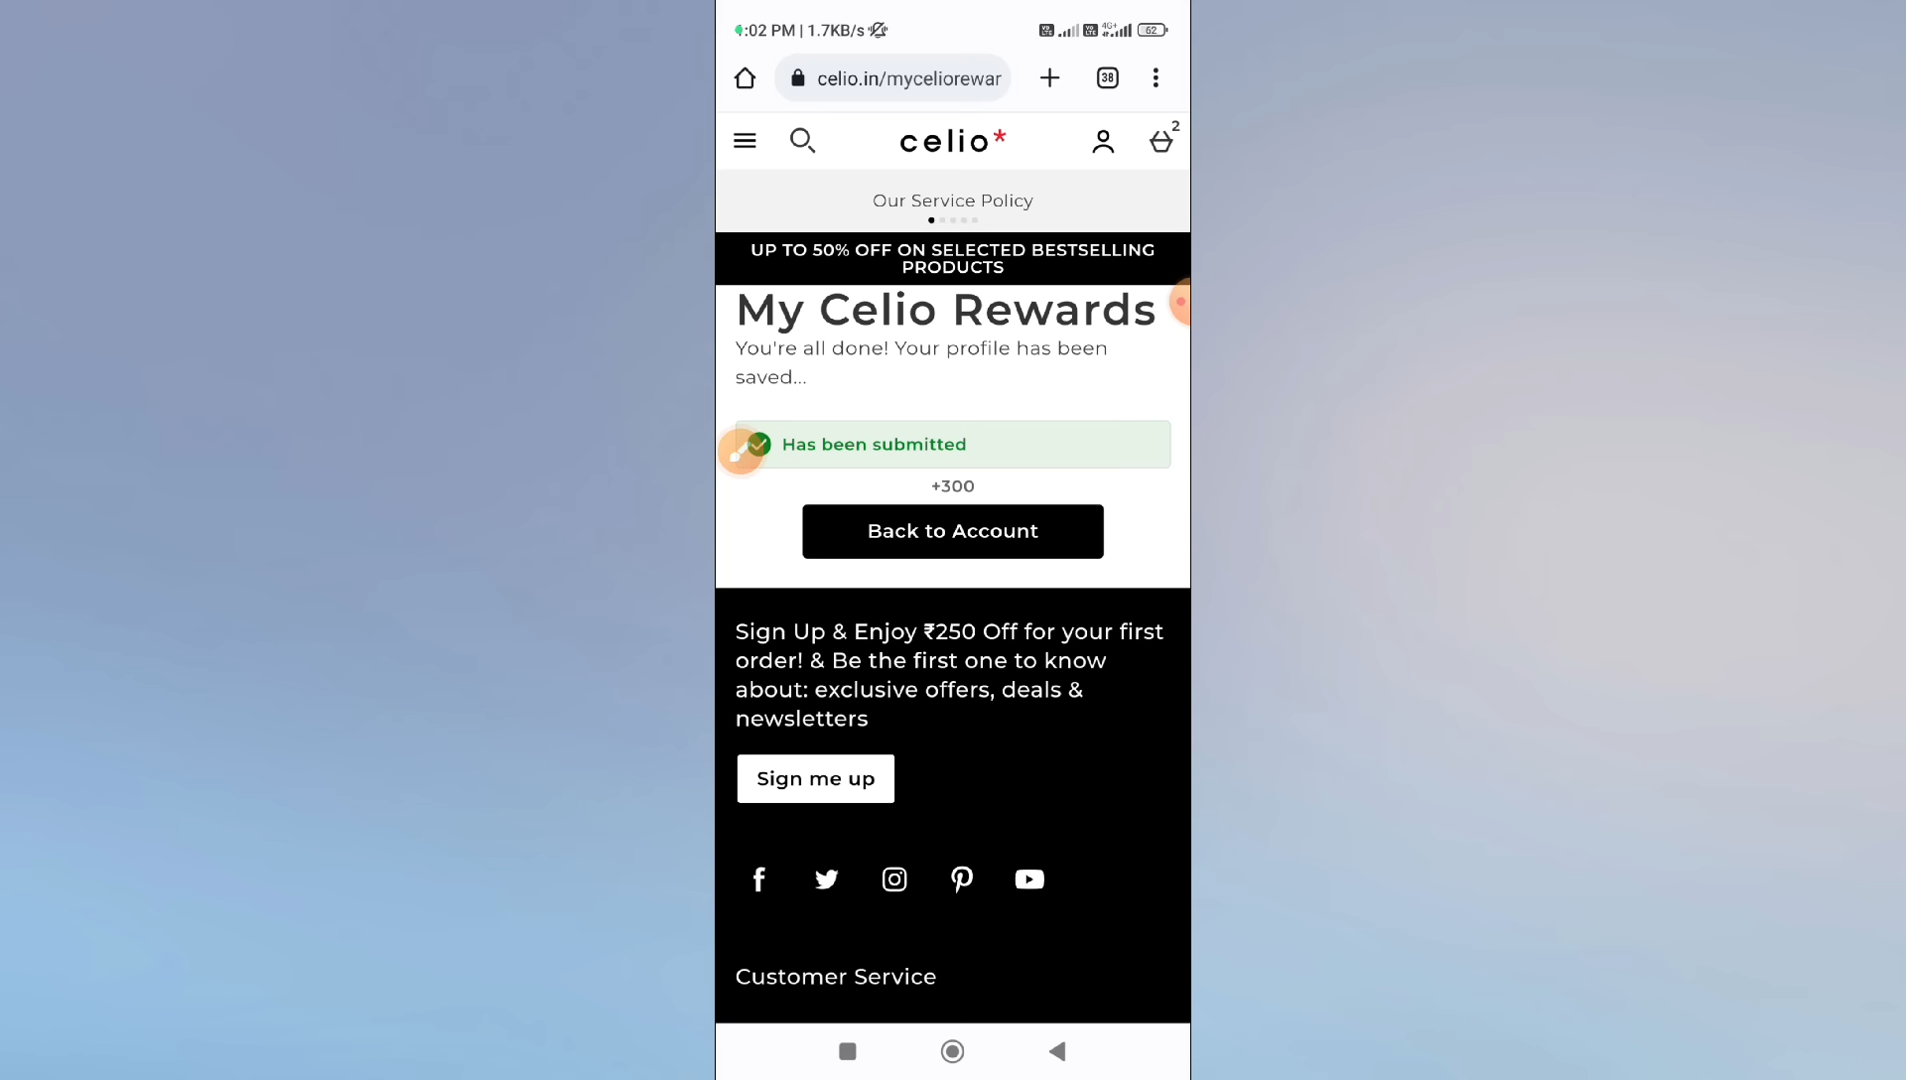 :02 PM | 1.7KB/s
4G+
62
celio.in/myceliorewar
38
celio*
2
Our Service Policy
UP TO 50% OFF ON SELECTED BESTSELLING
PRODUCTS
My Celio Rewards
You're all done! Your profile has been
saved...
Has been submitted
+300
Back to Account
Sign Up & Enjoy ₹250 Off for your first
order! & Be the first one to know
about: exclusive offers, deals &
newsletters
Sign me up
Customer Service